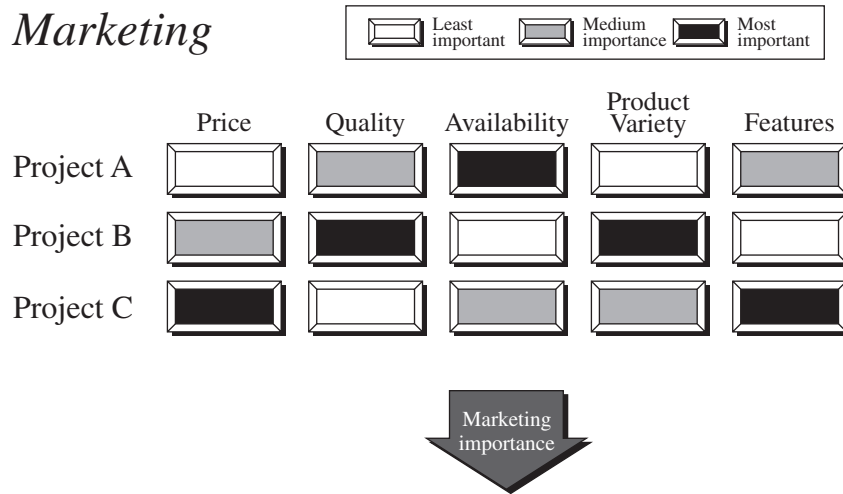 Marketing
Least
important
Medium
importance
Most
important
Price Quality Availability Product
Variety Features
Project A
Project B
Project C
Marketing
importance